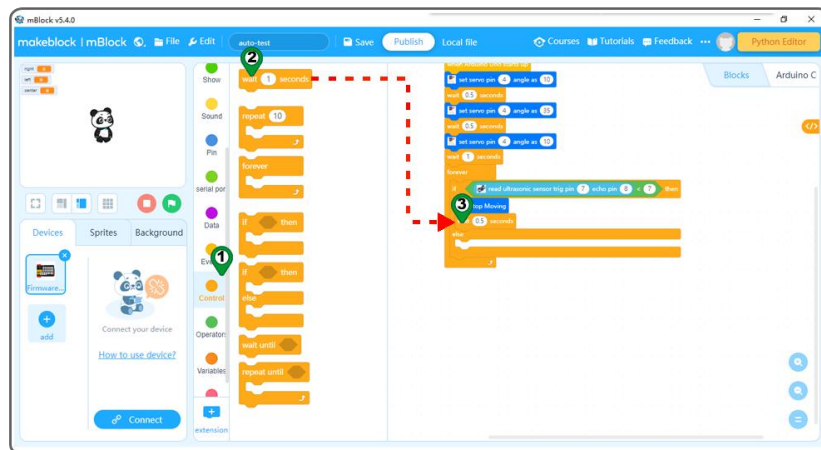 mBlock v5.4.0
makeblock | mBlock File Edit auto-test Save Publish Local file Courses Tutorials Feedback ••• Python Editor
Show
Sound
Pin
serial por
Data
Control
Operators
Variables
extension
2
wait 1 seconds
repeat 10
forever
if then
1
if then
else
wait until
repeat until
set servo pin 4 angle as 10
wait 0.5 seconds
set servo pin 4 angle as 85
wait 0.5 seconds
set servo pin 4 angle as 10
wait 1 seconds
forever
if read ultrasonic sensor trig pin 7 echo pin 8 < 7 then
Moving
3
0.5 seconds
else
Blocks Arduino C
</>
Devices Sprites Background
Firmware...
add
Connect your device
How to use device?
Connect